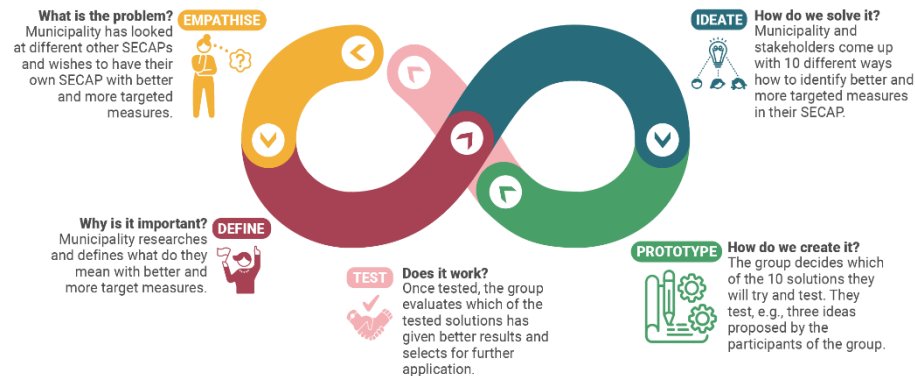 What is the problem?
EMPATHISE
Municipality has looked
at different other SECAPs
and wishes to have their
own SECAP with better
and more targeted
measures.
?
Why is it important?
DEFINE
Municipality researches
and defines what do they
mean with better and
more target measures.
IDEATE
How do we solve it?
Municipality and
stakeholders come up
with 10 different ways
how to identify better and
more targeted measures
in their SECAP.
PROTOTYPE
How do we create it?
The group decides which
of the 10 solutions they
will try and test. They
test, e.g., three ideas
proposed by the
participants of the group.
TEST
Does it work?
Once tested, the group
evaluates which of the
tested solutions has
given better results and
selects for further
application.